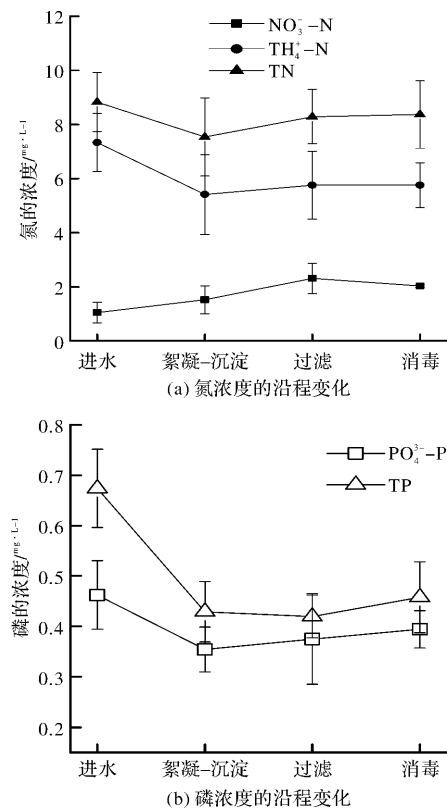 12
10
8
6
4
2
0
氮的浓度/mg·L-1
NO₃⁻-N
TH₄⁺-N
TN
进水 絮凝-沉淀 过滤 消毒
(a) 氮浓度的沿程变化
0.8
0.7
0.6
0.5
0.4
0.3
0.2
磷的浓度/mg·L-1
PO₄³⁻-P
TP
进水 絮凝-沉淀 过滤 消毒
(b) 磷浓度的沿程变化